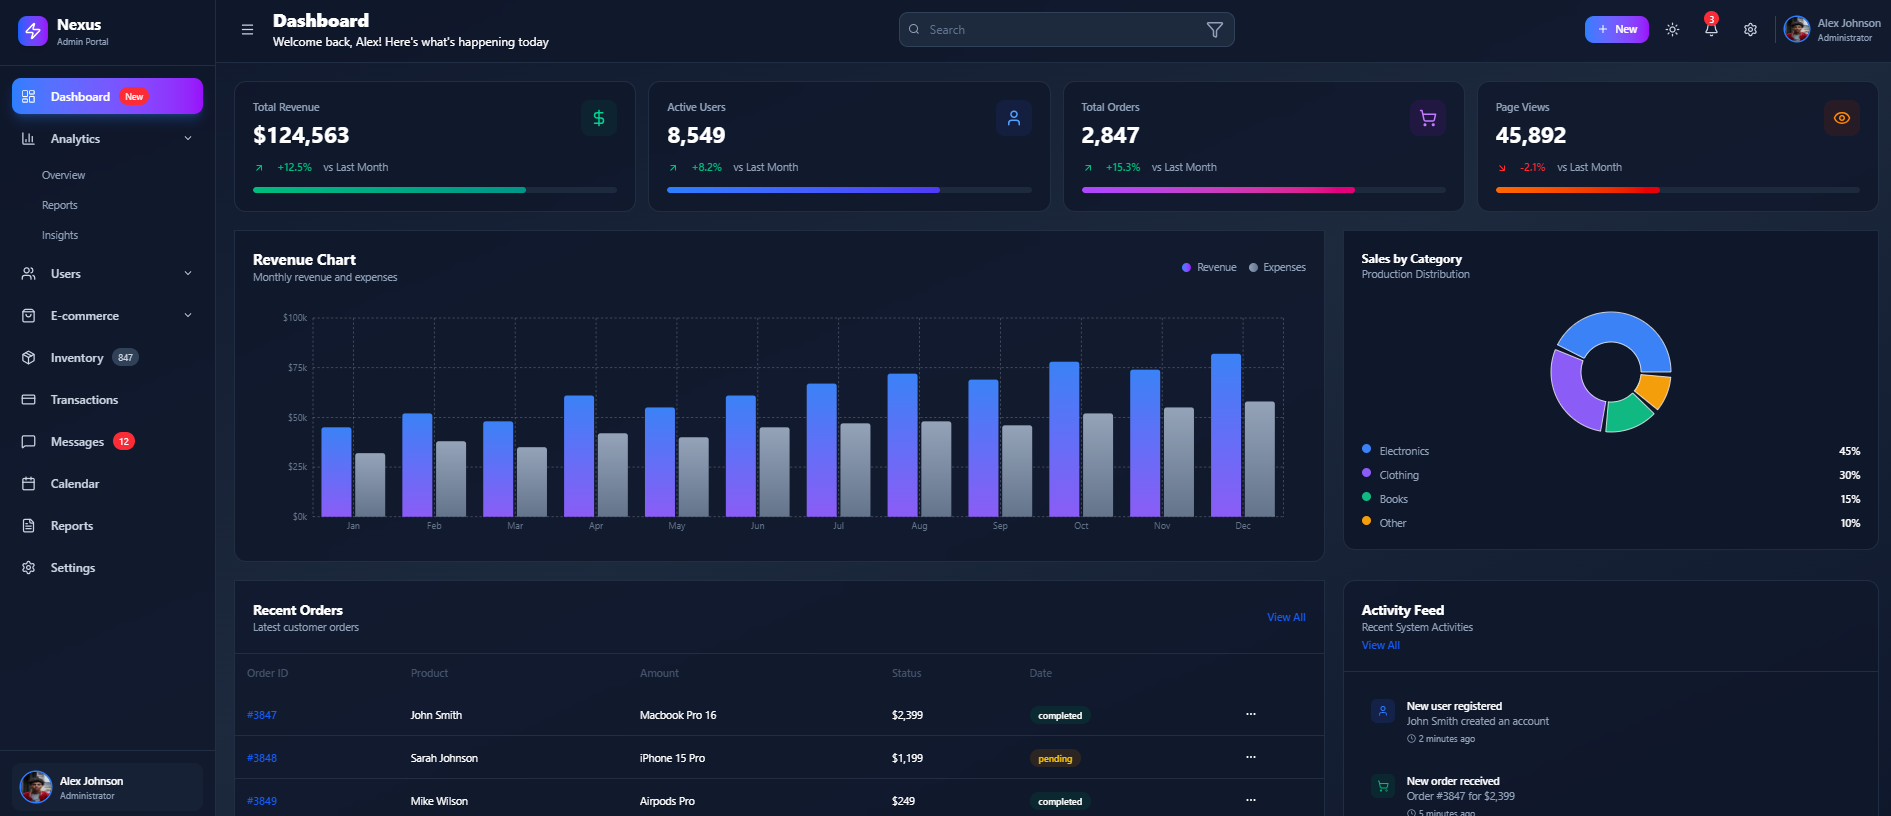 Nexus
Admin Portal
Dashboard New
Analytics
Overview
Reports
Insights
Users
E-commerce
Inventory 847
Transactions
Messages 12
Calendar
Reports
Settings
Alex Johnson
Administrator
Dashboard
Welcome back, Alex! Here's what's happening today
Search
+ New
3
Alex Johnson
Administrator
Total Revenue
$124,563
+12.5% vs Last Month
Active Users
8,549
+8.2% vs Last Month
Total Orders
2,847
+15.3% vs Last Month
Page Views
45,892
-2.1% vs Last Month
Revenue Chart
Monthly revenue and expenses
Revenue Expenses
$100k
$75k
$50k
$25k
$0k
Jan Feb Mar Apr May Jun Jul Aug Sep Oct Nov Dec
Sales by Category
Production Distribution
Electronics 45%
Clothing 30%
Books 15%
Other 10%
Recent Orders
Latest customer orders
View All
Order ID Product Amount Status Date
#3847 John Smith Macbook Pro 16 $2,399 completed ...
#3848 Sarah Johnson iPhone 15 Pro $1,199 pending ...
#3849 Mike Wilson Airpods Pro $249 completed ...
Activity Feed
Recent System Activities
View All
New user registered
John Smith created an account
2 minutes ago
New order received
Order #3847 for $2,399
5 minutes ago